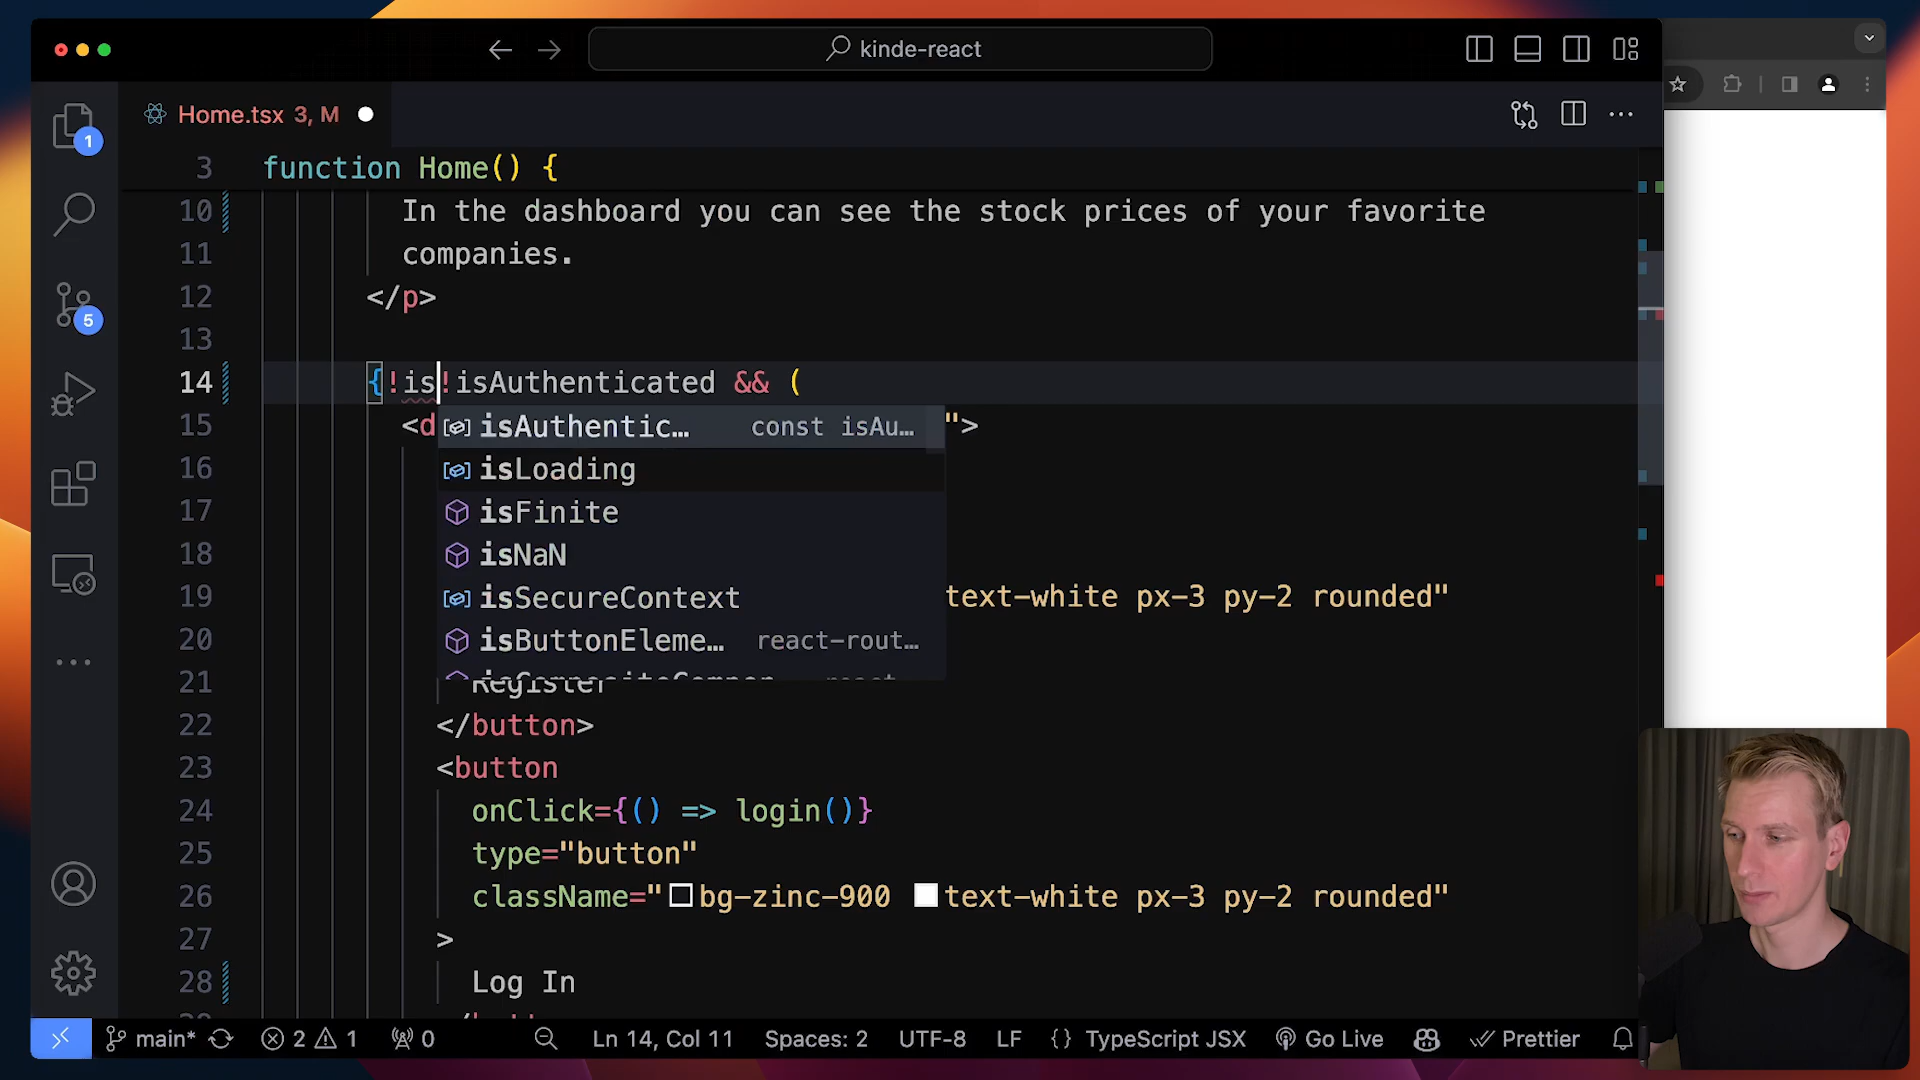 kinde-react
Home.tsx 3, M
3 function Home() {
10 In the dashboard you can see the stock prices of your favorite
11 companies.
12 </p>
13
14 {!is!isAuthenticated && (
15 <d ">
isAuthentic… const isAu…
16
isLoading
17
isFinite
18
isNaN
19 text-white px-3 py-2 rounded"
isSecureContext
20
isButtonEleme… react-rout…
21 Register
22 </button>
23 <button
24 onClick={() => login()}
25 type="button"
26 className="bg-zinc-900 text-white px-3 py-2 rounded"
27 >
28 Log In
1
5
main* 2 1 0 Ln 14, Col 11 Spaces: 2 UTF-8 LF {} TypeScript JSX Go Live Prettier